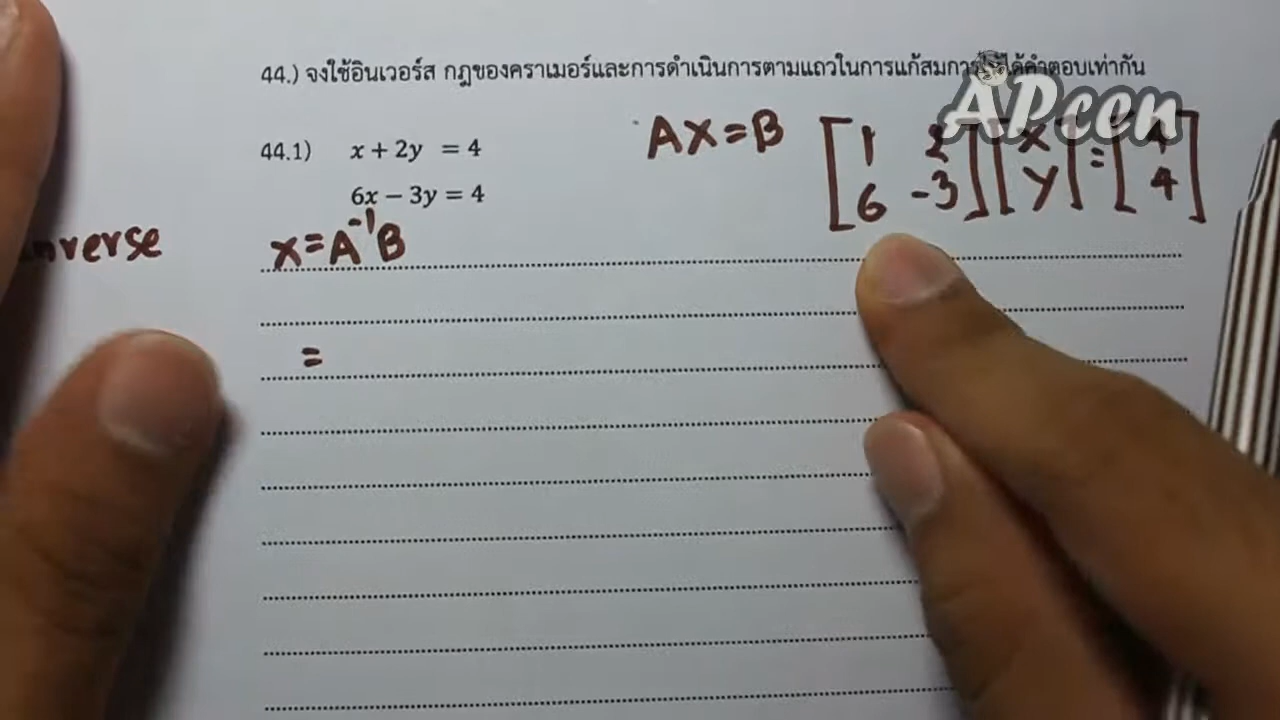 44.) จงใช้อินเวอร์ส กฎของคราเมอร์และการดำเนินการตามแถวในการแก้สมการ ได้คำตอบเท่ากัน
APcen
44.1) x + 2y = 4
6x − 3y = 4
AX=B
[1 2] [x] = [4]
[6 -3] [y] [4]
x=A⁻¹B
=